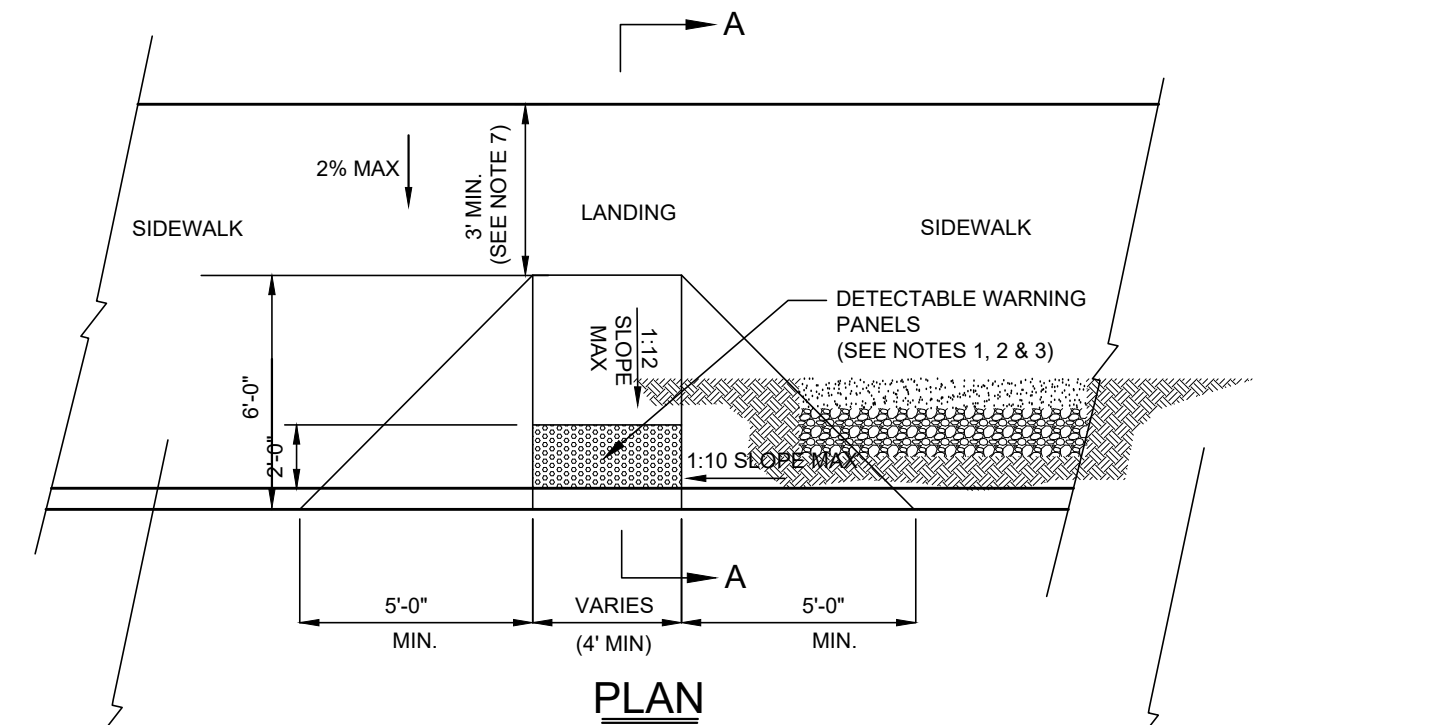 A
2% MAX
3' MIN.
(SEE NOTE 7)
LANDING
SIDEWALK
SIDEWALK
DETECTABLE WARNING
PANELS
(SEE NOTES 1, 2 & 3)
1:12
SLOPE
MAX
6'-0"
2'-0"
1:10 SLOPE MAX
A
5'-0"
MIN.
VARIES
(4' MIN)
5'-0"
MIN.
PLAN